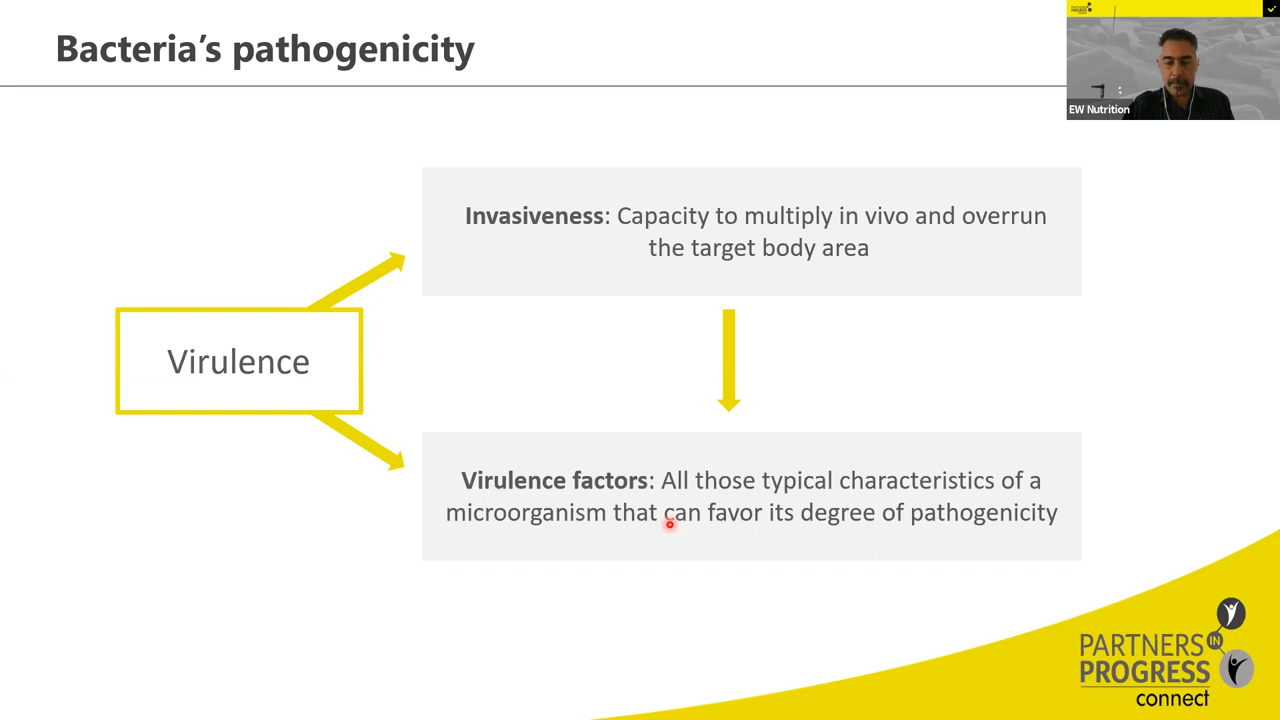 Bacteria's pathogenicity
EW Nutrition
Invasiveness: Capacity to multiply in vivo and overrun
the target body area
Virulence
Virulence factors: All those typical characteristics of a
microorganism that can favor its degree of pathogenicity
PARTNERS
IN
PROGRESS
connect